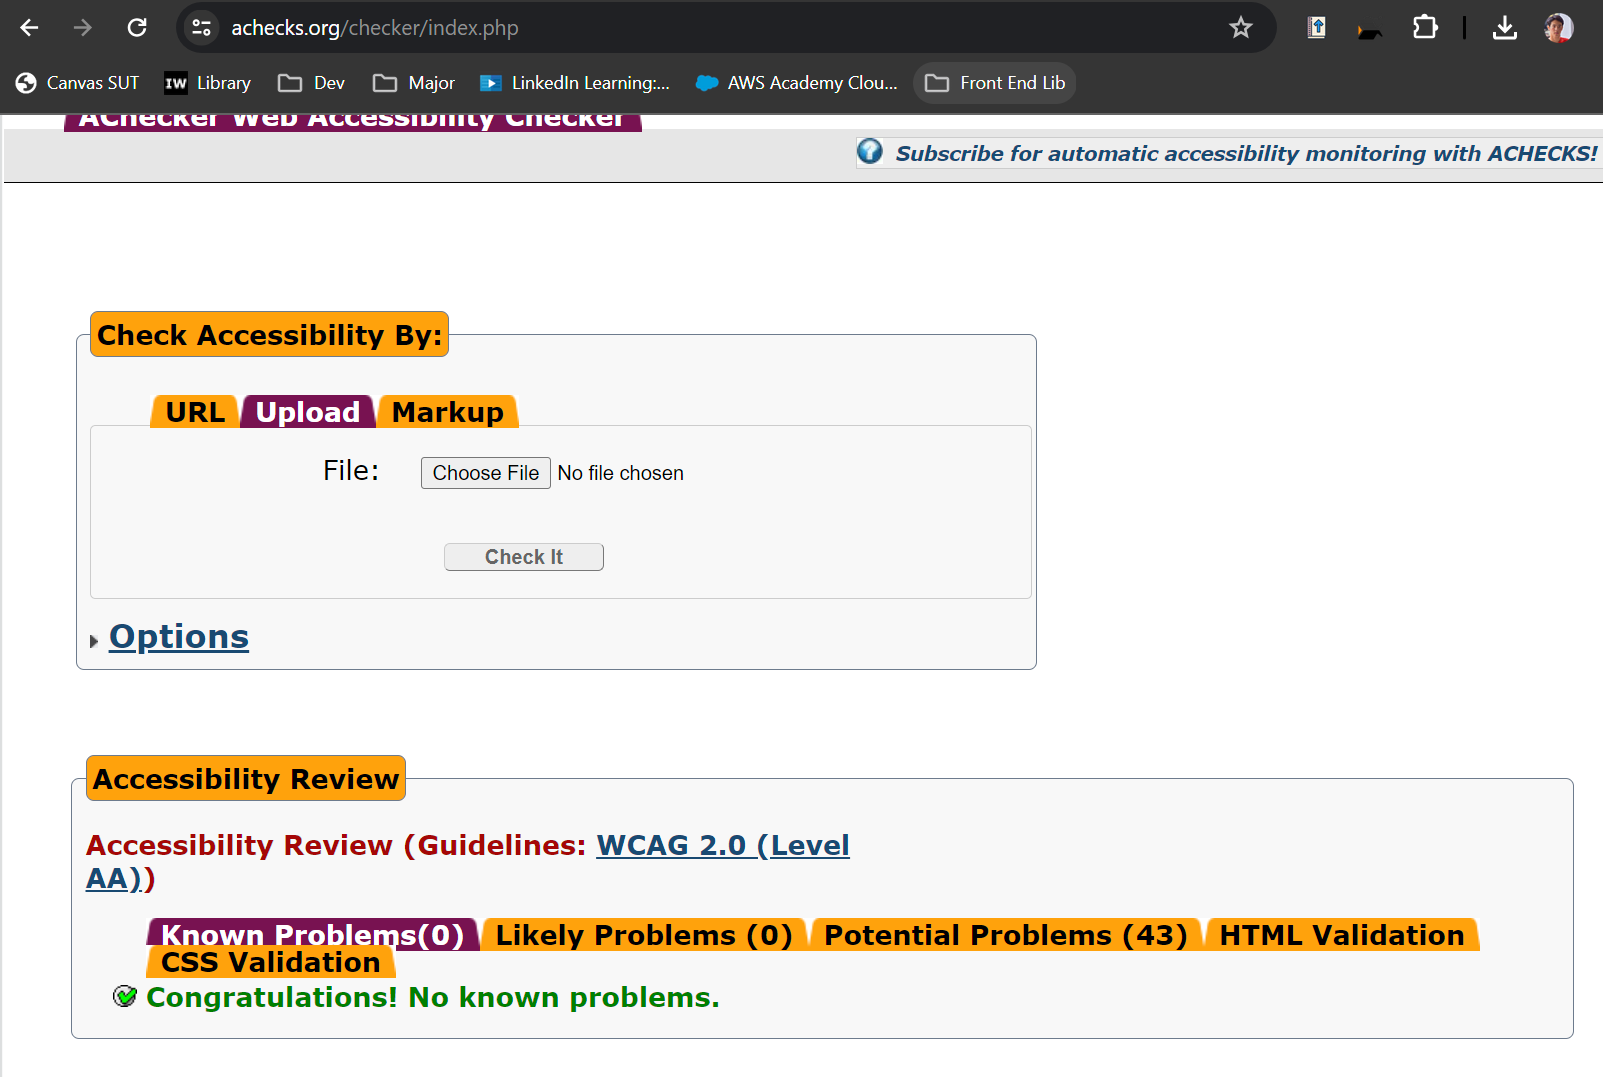 achecks.org/checker/index.php
Canvas SUT IW Library Dev Major LinkedIn Learning:... AWS Academy Clou... Front End Lib
AChecker Web Accessibility Checker
Subscribe for automatic accessibility monitoring with ACHECKS!
Check Accessibility By:
URL Upload Markup
File: Choose File No file chosen
Check It
Options
Accessibility Review
Accessibility Review (Guidelines: WCAG 2.0 (Level
AA))
Known Problems(0) Likely Problems (0) Potential Problems (43) HTML Validation
CSS Validation
Congratulations! No known problems.